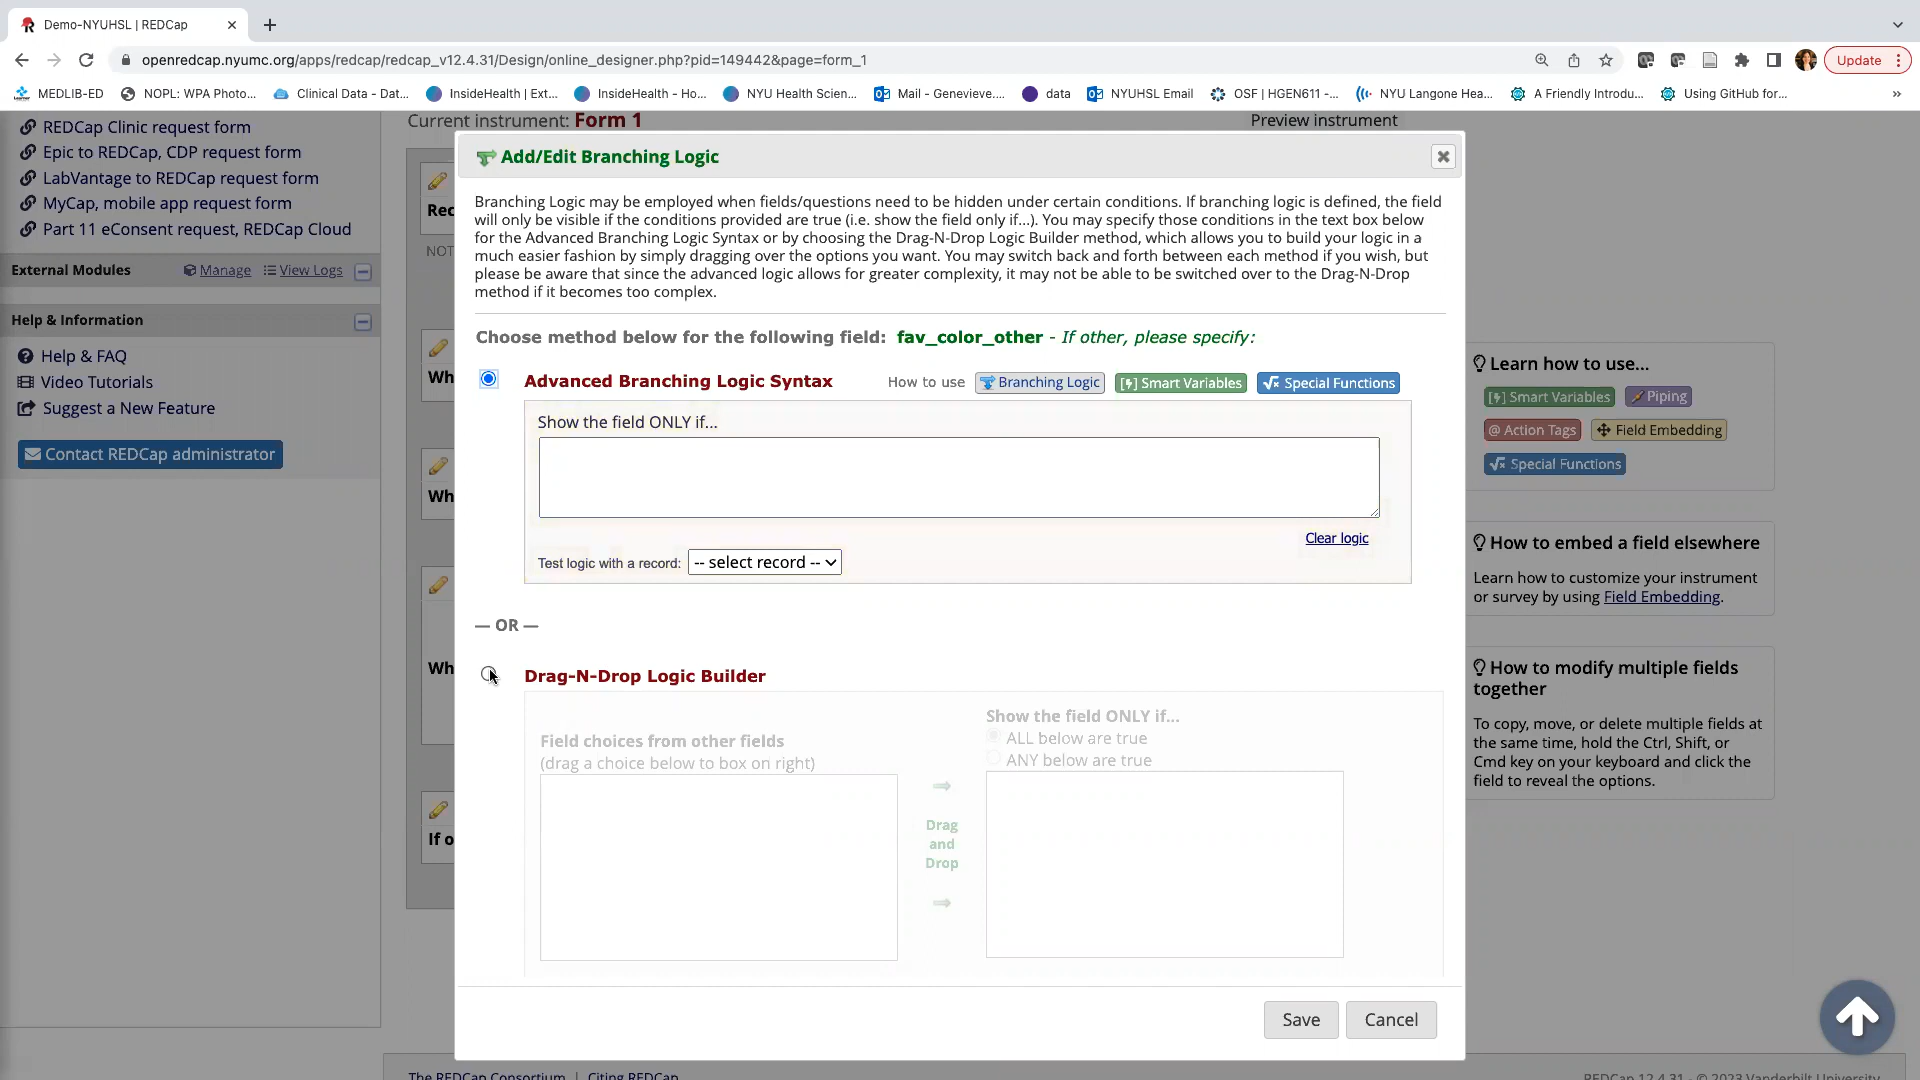 Demo-NYUHSL | REDCap
openredcap.nyumc.org/apps/redcap/redcap_v12.4.31/Design/online_designer.php?pid=149442&page=form_1
Update
MEDLIB-ED
NOPL: WPA Photo...
Clinical Data - Dat...
InsideHealth | Ext...
InsideHealth - Ho...
NYU Health Scien...
Mail - Genevieve....
data
NYUHSL Email
OSF | HGEN611 -...
NYU Langone Hea...
A Friendly Introdu...
Using GitHub for...
REDCap Clinic request form
Epic to REDCap, CDP request form
LabVantage to REDCap request form
MyCap, mobile app request form
Part 11 eConsent request, REDCap Cloud
External Modules
Manage
View Logs
Help & Information
Help & FAQ
Video Tutorials
Suggest a New Feature
Contact REDCap administrator
Current instrument: Form 1
Preview instrument
Rec
NOT
Wh
Wh
Wh
If o
Add/Edit Branching Logic
Branching Logic may be employed when fields/questions need to be hidden under certain conditions. If branching logic is defined, the field
will only be visible if the conditions provided are true (i.e. show the field only if...). You may specify those conditions in the text box below
for the Advanced Branching Logic Syntax or by choosing the Drag-N-Drop Logic Builder method, which allows you to build your logic in a
much easier fashion by simply dragging over the options you want. You may switch back and forth between each method if you wish, but
please be aware that since the advanced logic allows for greater complexity, it may not be able to be switched over to the Drag-N-Drop
method if it becomes too complex.
Choose method below for the following field: fav_color_other - If other, please specify:
Advanced Branching Logic Syntax
How to use
Branching Logic
[ ] Smart Variables
Special Functions
Show the field ONLY if...
Clear logic
Test logic with a record: -- select record --
— OR —
Drag-N-Drop Logic Builder
Field choices from other fields
(drag a choice below to box on right)
Drag
and
Drop
Show the field ONLY if...
ALL below are true
ANY below are true
Save
Cancel
Learn how to use...
[ ] Smart Variables
Piping
@ Action Tags
Field Embedding
Special Functions
How to embed a field elsewhere
Learn how to customize your instrument
or survey by using Field Embedding.
How to modify multiple fields
together
To copy, move, or delete multiple fields at
the same time, hold the Ctrl, Shift, or
Cmd key on your keyboard and click the
field to reveal the options.
The REDCap Consortium | Citing REDCap
REDCap 12.4.31 - © 2023 Vanderbilt University